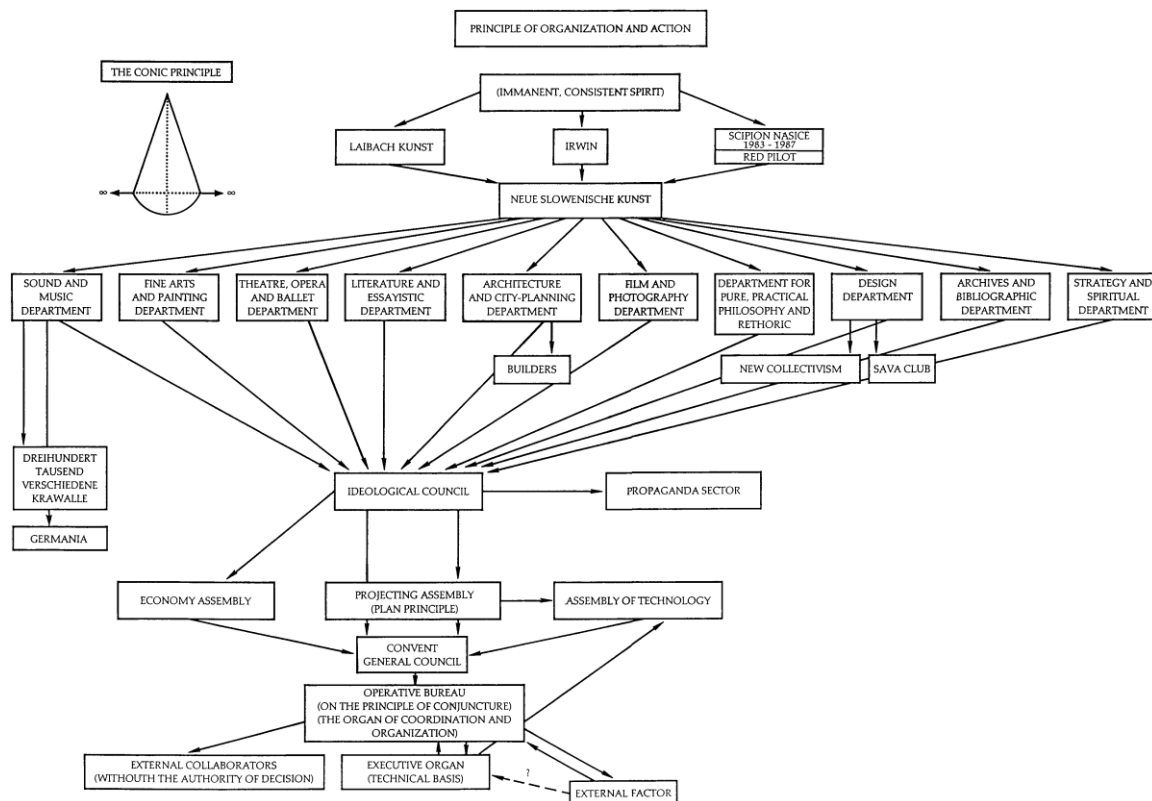 PRINCIPLE OF ORGANIZATION AND ACTION
THE CONIC PRINCIPLE
∞
∞
(IMMANENT, CONSISTENT SPIRIT)
LAIBACH KUNST
IRWIN
SCIPION NASICE
1983 - 1987
RED PILOT
NEUE SLOWENISCHE KUNST
SOUND AND
MUSIC
DEPARTMENT
FINE ARTS
AND PAINTING
DEPARTMENT
THEATRE, OPERA
AND BALLET
DEPARTMENT
LITERATURE AND
ESSAYISTIC
DEPARTMENT
ARCHITECTURE
AND CITY-PLANNING
DEPARTMENT
FILM AND
PHOTOGRAPHY
DEPARTMENT
DEPARTMENT FOR
PURE, PRACTICAL
PHILOSOPHY AND
RETHORIC
DESIGN
DEPARTMENT
ARCHIVES AND
BIBLIOGRAPHIC
DEPARTMENT
STRATEGY AND
SPIRITUAL
DEPARTMENT
BUILDERS
NEW COLLECTIVISM
SAVA CLUB
DREIHUNDERT
TAUSEND
VERSCHIEDENE
KRAWALLE
GERMANIA
IDEOLOGICAL COUNCIL
PROPAGANDA SECTOR
ECONOMY ASSEMBLY
PROJECTING ASSEMBLY
(PLAN PRINCIPLE)
ASSEMBLY OF TECHNOLOGY
CONVENT
GENERAL COUNCIL
OPERATIVE BUREAU
(ON THE PRINCIPLE OF CONJUNCTURE)
(THE ORGAN OF COORDINATION AND
ORGANIZATION)
EXTERNAL COLLABORATORS
(WITHOUTH THE AUTHORITY OF DECISION)
EXECUTIVE ORGAN
(TECHNICAL BASIS)
?
EXTERNAL FACTOR